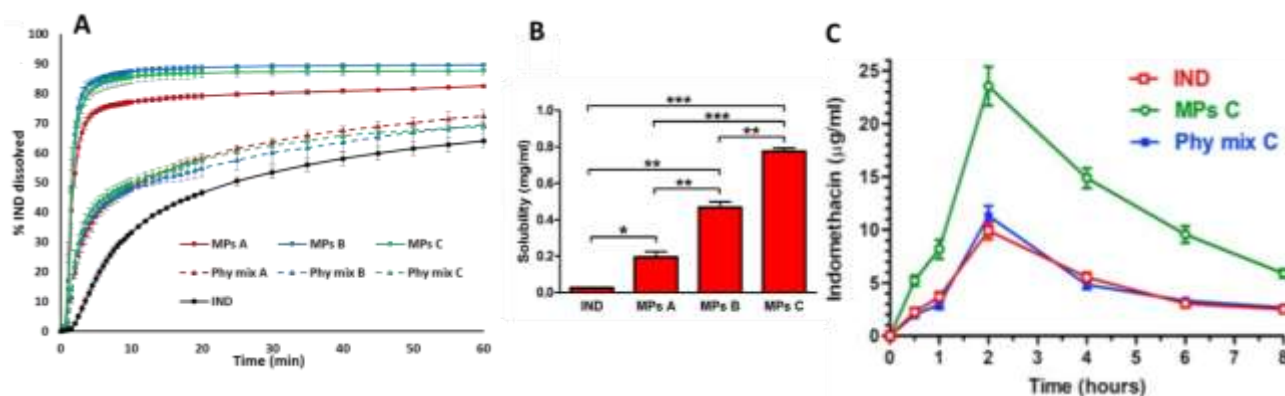 A
% IND dissolved
100
90
80
70
60
50
40
30
20
10
0
MPs A MPs B MPs C
Phy mix A Phy mix B Phy mix C
IND
0 10 20 30 40 50 60
Time (min)
B
Solubility (mg/ml)
1.0
0.8
0.6
0.4
0.2
0.0
***
***
**
**
**
*
IND MPs A MPs B MPs C
C
Indomethacin (µg/ml)
25
20
15
10
5
0
IND
MPs C
Phy mix C
0 1 2 3 4 5 6 7 8
Time (hours)